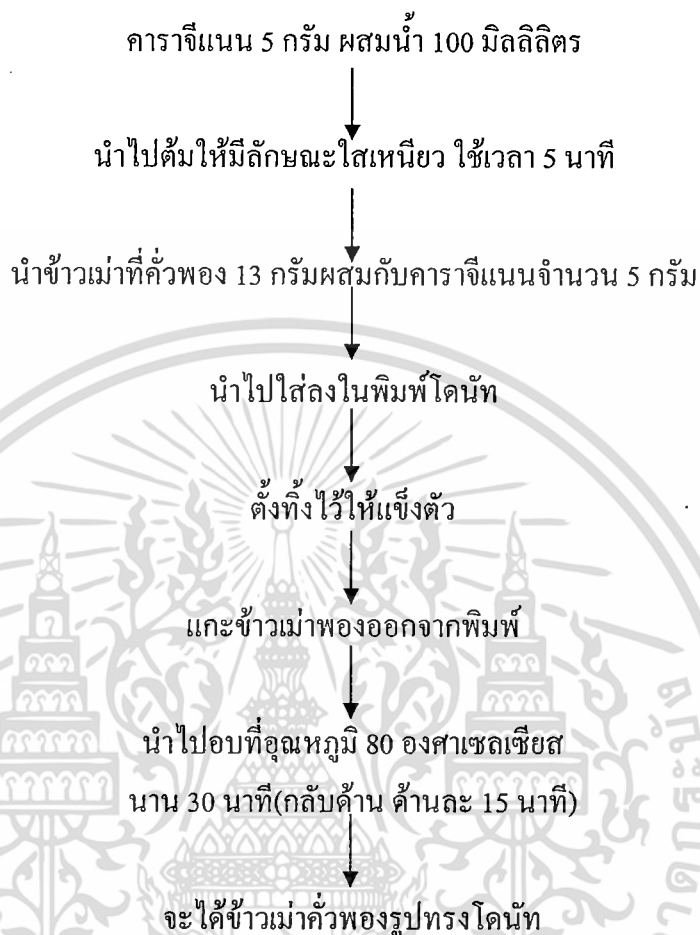 คาราจีแนน 5 กรัม ผสมน้ำ 100 มิลลิลิตร
นำไปต้มให้มีลักษณะใสเหนียว ใช้เวลา 5 นาที
นำข้าวเม่าที่คั่วพอง 13 กรัมผสมกับคาราจีแนนจำนวน 5 กรัม
นำไปใส่ลงในพิมพ์โดนัท
ตั้งทิ้งไว้ให้แข็งตัว
แกะข้าวเม่าพองออกจากพิมพ์
นำไปอบที่อุณหภูมิ 80 องศาเซลเซียส
นาน 30 นาที(กลับด้าน ด้านละ 15 นาที)
จะได้ข้าวเม่าคั่วพองรูปทรงโดนัท